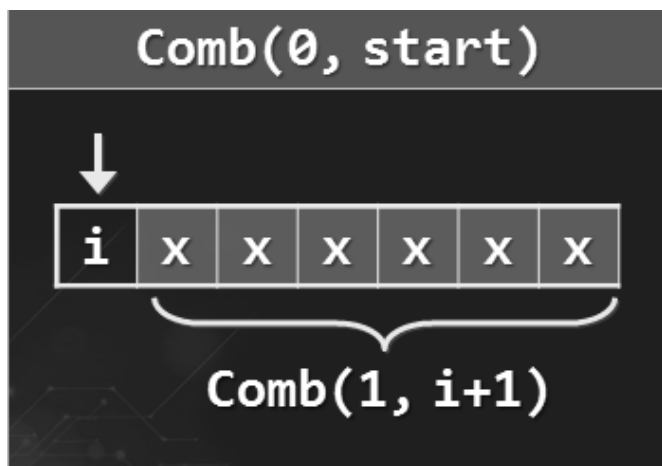 Comb(0, start)
i x x x x x x
Comb(1, i+1)